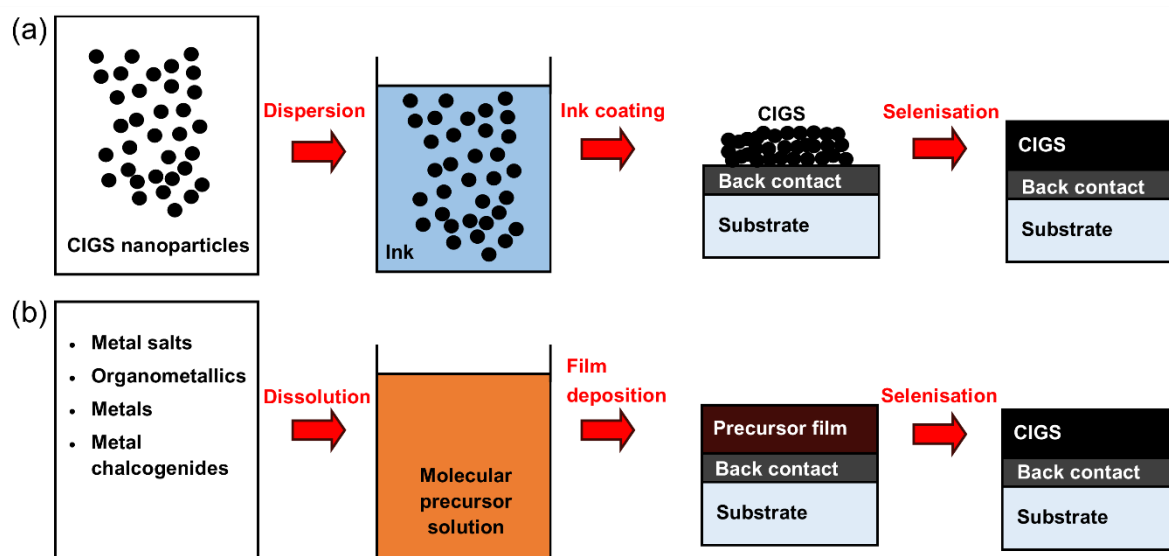 (a)
CIGS nanoparticles
Dispersion
Ink
Ink coating
CIGS
Back contact
Substrate
Selenisation
CIGS
Back contact
Substrate
(b)
• Metal salts
• Organometallics
• Metals
• Metal
chalcogenides
Dissolution
Molecular
precursor
solution
Film
deposition
Precursor film
Back contact
Substrate
Selenisation
CIGS
Back contact
Substrate